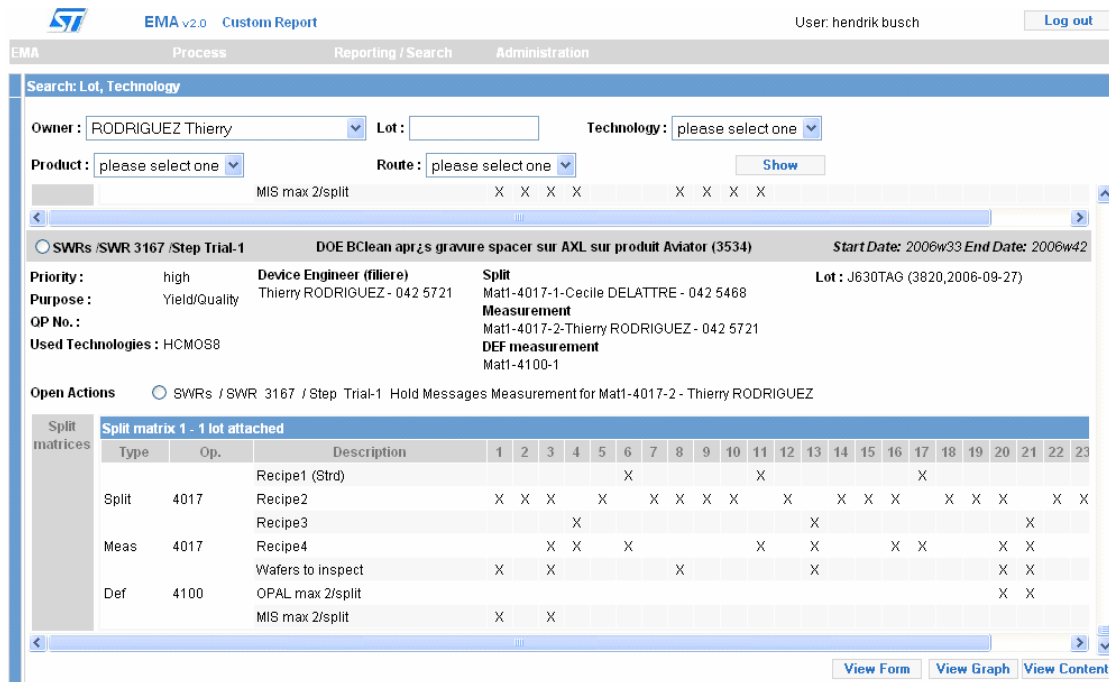 ST EMA v2.0 Custom Report User: hendrik busch Log out
EMA Process Reporting / Search Administration
Search: Lot, Technology
Owner : RODRIGUEZ Thierry Lot : Technology : please select one
Product : please select one Route : please select one Show
MIS max 2/split X X X X X X X X
SWRs /SWR 3167 /Step Trial-1 DOE BClean apr¿s gravure spacer sur AXL sur produit Aviator (3534) Start Date: 2006w33 End Date: 2006w42
Priority : high Device Engineer (filiere) Split Lot : J630TAG (3820,2006-09-27)
Purpose : Yield/Quality Thierry RODRIGUEZ - 042 5721 Mat1-4017-1-Cecile DELATTRE - 042 5468
QP No. : Measurement
Mat1-4017-2-Thierry RODRIGUEZ - 042 5721
Used Technologies : HCMOS8 DEF measurement
Mat1-4100-1
Open Actions SWRs / SWR 3167 / Step Trial-1 Hold Messages Measurement for Mat1-4017-2 - Thierry RODRIGUEZ
Split matrices Split matrix 1 - 1 lot attached
Type Op. Description 1 2 3 4 5 6 7 8 9 10 11 12 13 14 15 16 17 18 19 20 21 22 23
Recipe1 (Strd) X X X
Split 4017 Recipe2 X X X X X X X X X X X X X X X X X
Recipe3 X X X
Meas 4017 Recipe4 X X X X X X X X X
Wafers to inspect X X X X X X
Def 4100 OPAL max 2/split X X
MIS max 2/split X X
View Form View Graph View Content